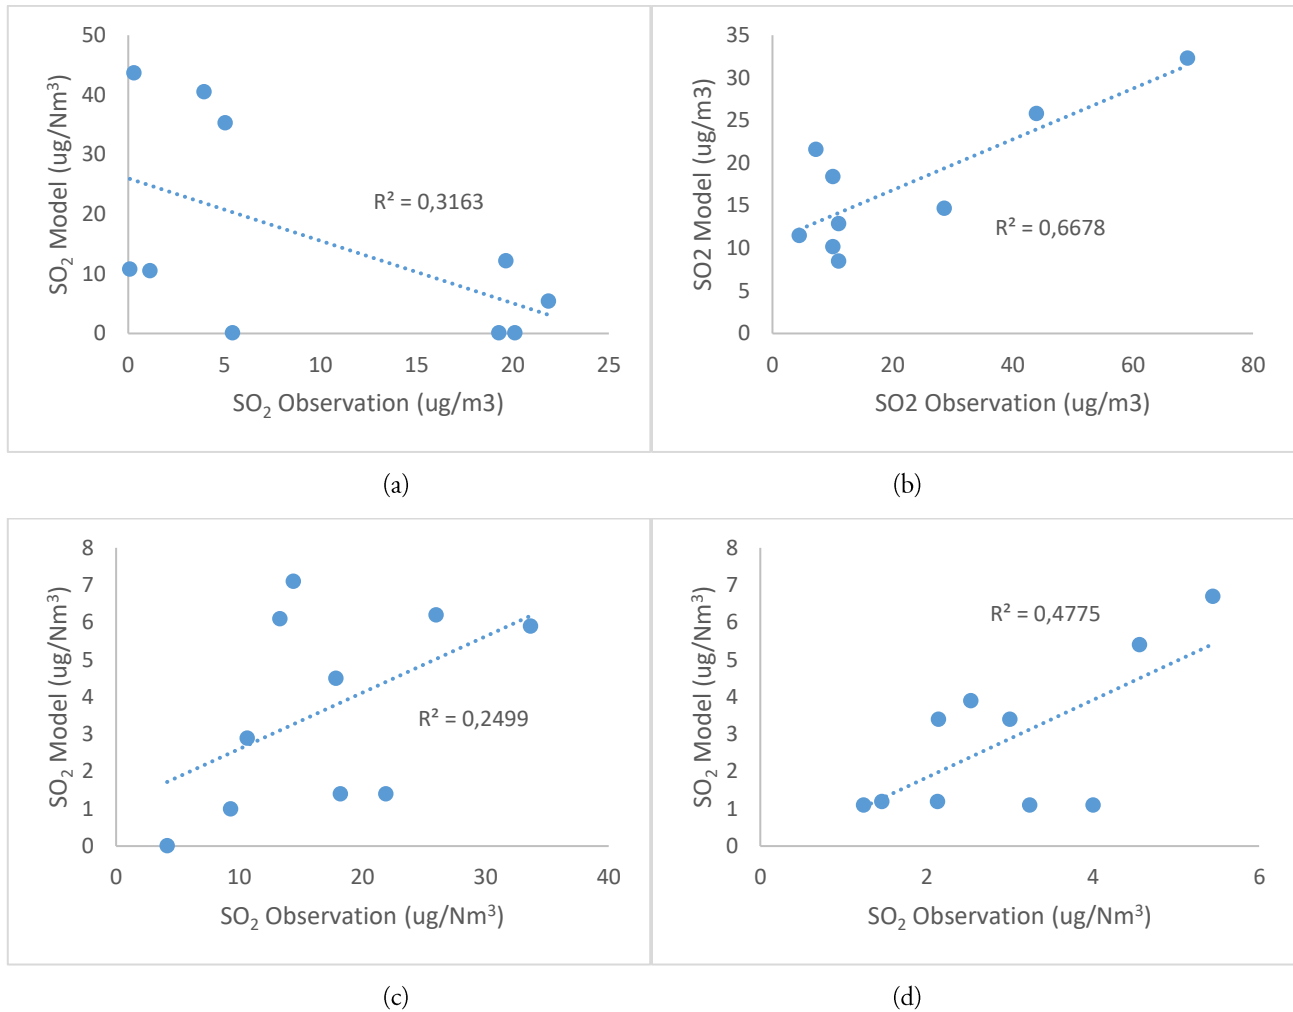 50
40
30
20
10
0
SO₂ Model (ug/Nm³)
R² = 0,3163
0 5 10 15 20 25
SO₂ Observation (ug/m3)
(a)
35
30
25
20
15
10
5
0
SO2 Model (ug/m3)
R² = 0,6678
0 20 40 60 80
SO2 Observation (ug/m3)
(b)
8
7
6
5
4
3
2
1
0
SO₂ Model (ug/Nm³)
R² = 0,2499
0 10 20 30 40
SO₂ Observation (ug/Nm³)
(c)
8
7
6
5
4
3
2
1
0
SO₂ Model (ug/Nm³)
R² = 0,4775
0 2 4 6
SO₂ Observation (ug/Nm³)
(d)